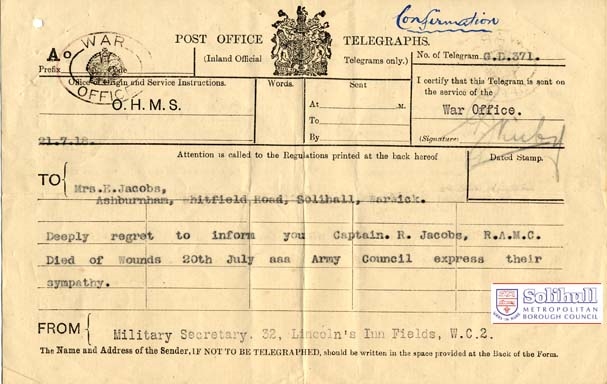 Confirmation
WAR
OFFICE
POST OFFICE TELEGRAPHS.
(Inland Official Telegrams only.)
No. of Telegram G.D.371.
A
Prefix Code
Office of Origin and Service Instructions.
O.H.M.S.
21.7.18.
Words.
Sent
At M.
To
By
I certify that this Telegram is sent on
the service of the
War Office.
(Signature)
Attention is called to the Regulations printed at the back hereof
Dated Stamp.
TO
Mrs.E.Jacobs,
Ashburnham, Whitfield Road, Solihall, Warwick.
Deeply regret to inform you Captain. R. Jacobs, R.A.M.C.
Died of Wounds 20th July aaa Army Council express their
sympathy.
FROM
Military Secretary. 32, Lincoln's Inn Fields, W.C.2.
The Name and Address of the Sender, IF NOT TO BE TELEGRAPHED, should be written in the space provided at the Back of the Form.
Solihull
METROPOLITAN
BOROUGH COUNCIL